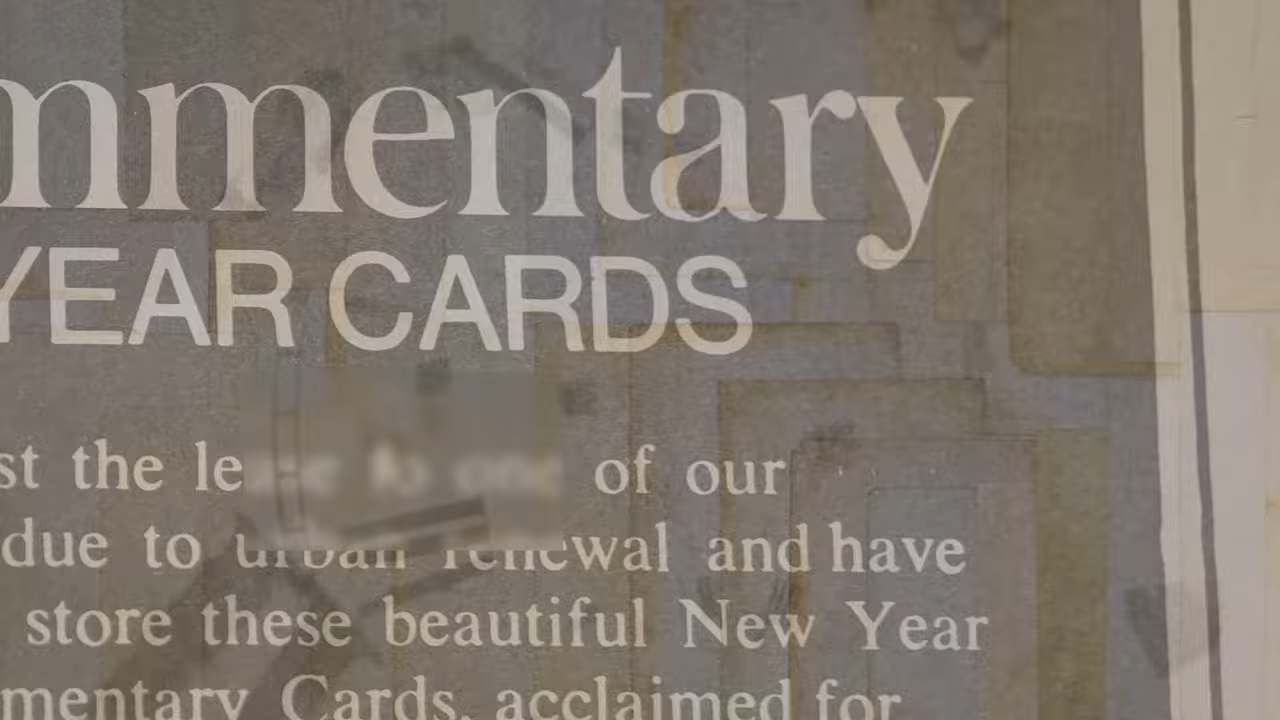 mmentary
YEAR CARDS
st the le of our
due to urban renewal and have
store these beautiful New Year
mentary Cards, acclaimed for